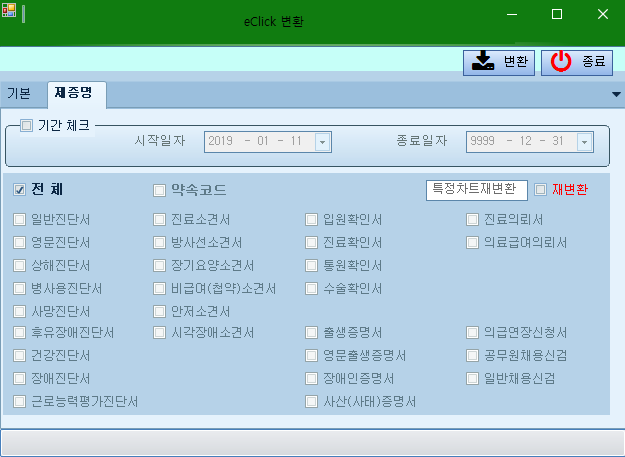 eClick 변환
변환 종료
기본 제증명
기간 체크 시작일자 2019 - 01 - 11 종료일자 9999 - 12 - 31
전 체 약속코드 특정차트재변환 재변환
일반진단서 진료소견서 입원확인서 진료의뢰서
영문진단서 방사선소견서 진료확인서 의료급여의뢰서
상해진단서 장기요양소견서 통원확인서
병사용진단서 비급여(첩약)소견서 수술확인서
사망진단서 안저소견서
후유장애진단서 시각장애소견서 출생증명서 의급연장신청서
건강진단서 영문출생증명서 공무원채용신검
장애진단서 장애인증명서 일반채용신검
근로능력평가진단서 사산(사태)증명서